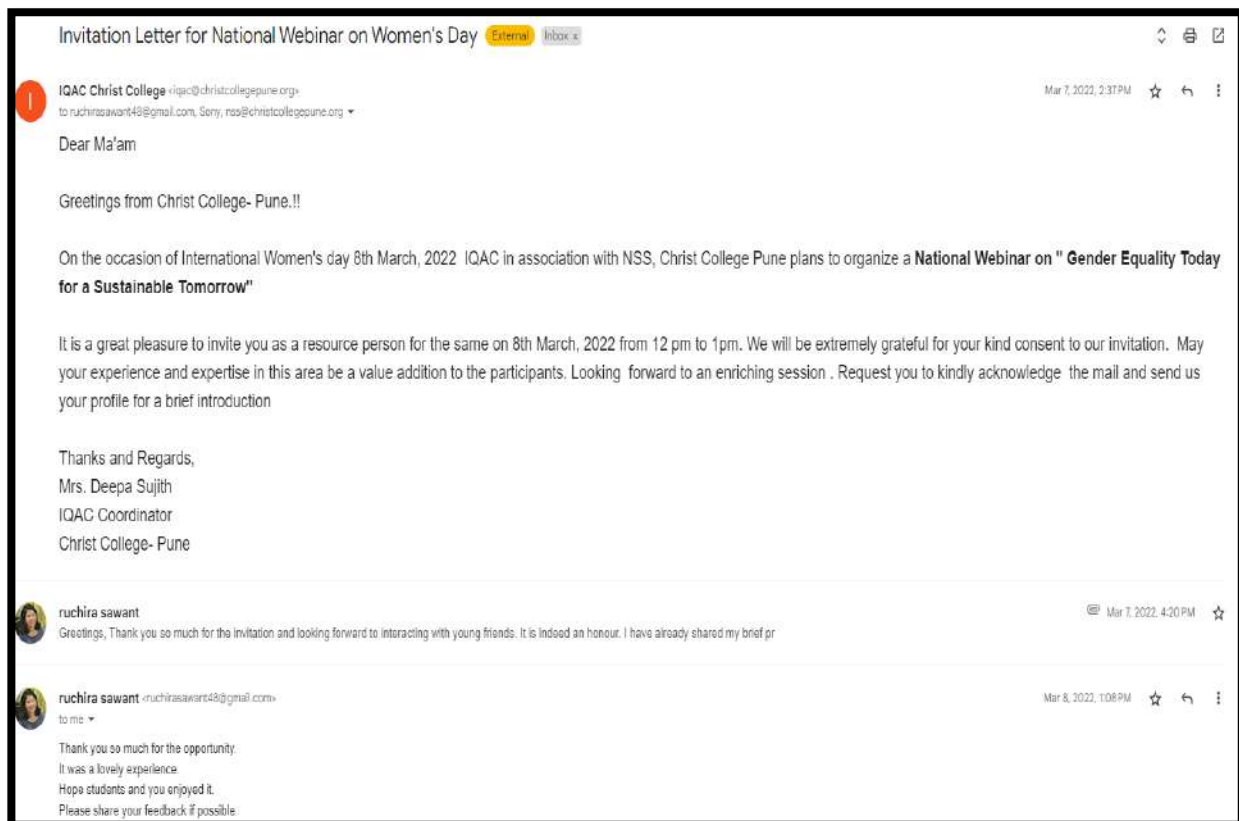 Invitation Letter for National Webinar on Women's Day External Inbox x
I
IQAC Christ College <iqac@christcollegepune.org> Mar 7, 2022, 2:37 PM
to ruchirasawant48@gmail.com, Sony, nss@christcollegepune.org
Dear Ma'am
Greetings from Christ College- Pune.!!
On the occasion of International Women's day 8th March, 2022 IQAC in association with NSS, Christ College Pune plans to organize a National Webinar on " Gender Equality Today
for a Sustainable Tomorrow"
It is a great pleasure to invite you as a resource person for the same on 8th March, 2022 from 12 pm to 1pm. We will be extremely grateful for your kind consent to our invitation. May
your experience and expertise in this area be a value addition to the participants. Looking forward to an enriching session . Request you to kindly acknowledge the mail and send us
your profile for a brief introduction
Thanks and Regards,
Mrs. Deepa Sujith
IQAC Coordinator
Christ College- Pune
ruchira sawant Mar 7, 2022, 4:20 PM
Greetings, Thank you so much for the invitation and looking forward to interacting with young friends. It is indeed an honour. I have already shared my brief pr
ruchira sawant <ruchirasawant48@gmail.com> Mar 8, 2022, 1:08 PM
to me
Thank you so much for the opportunity.
It was a lovely experience.
Hope students and you enjoyed it.
Please share your feedback if possible.